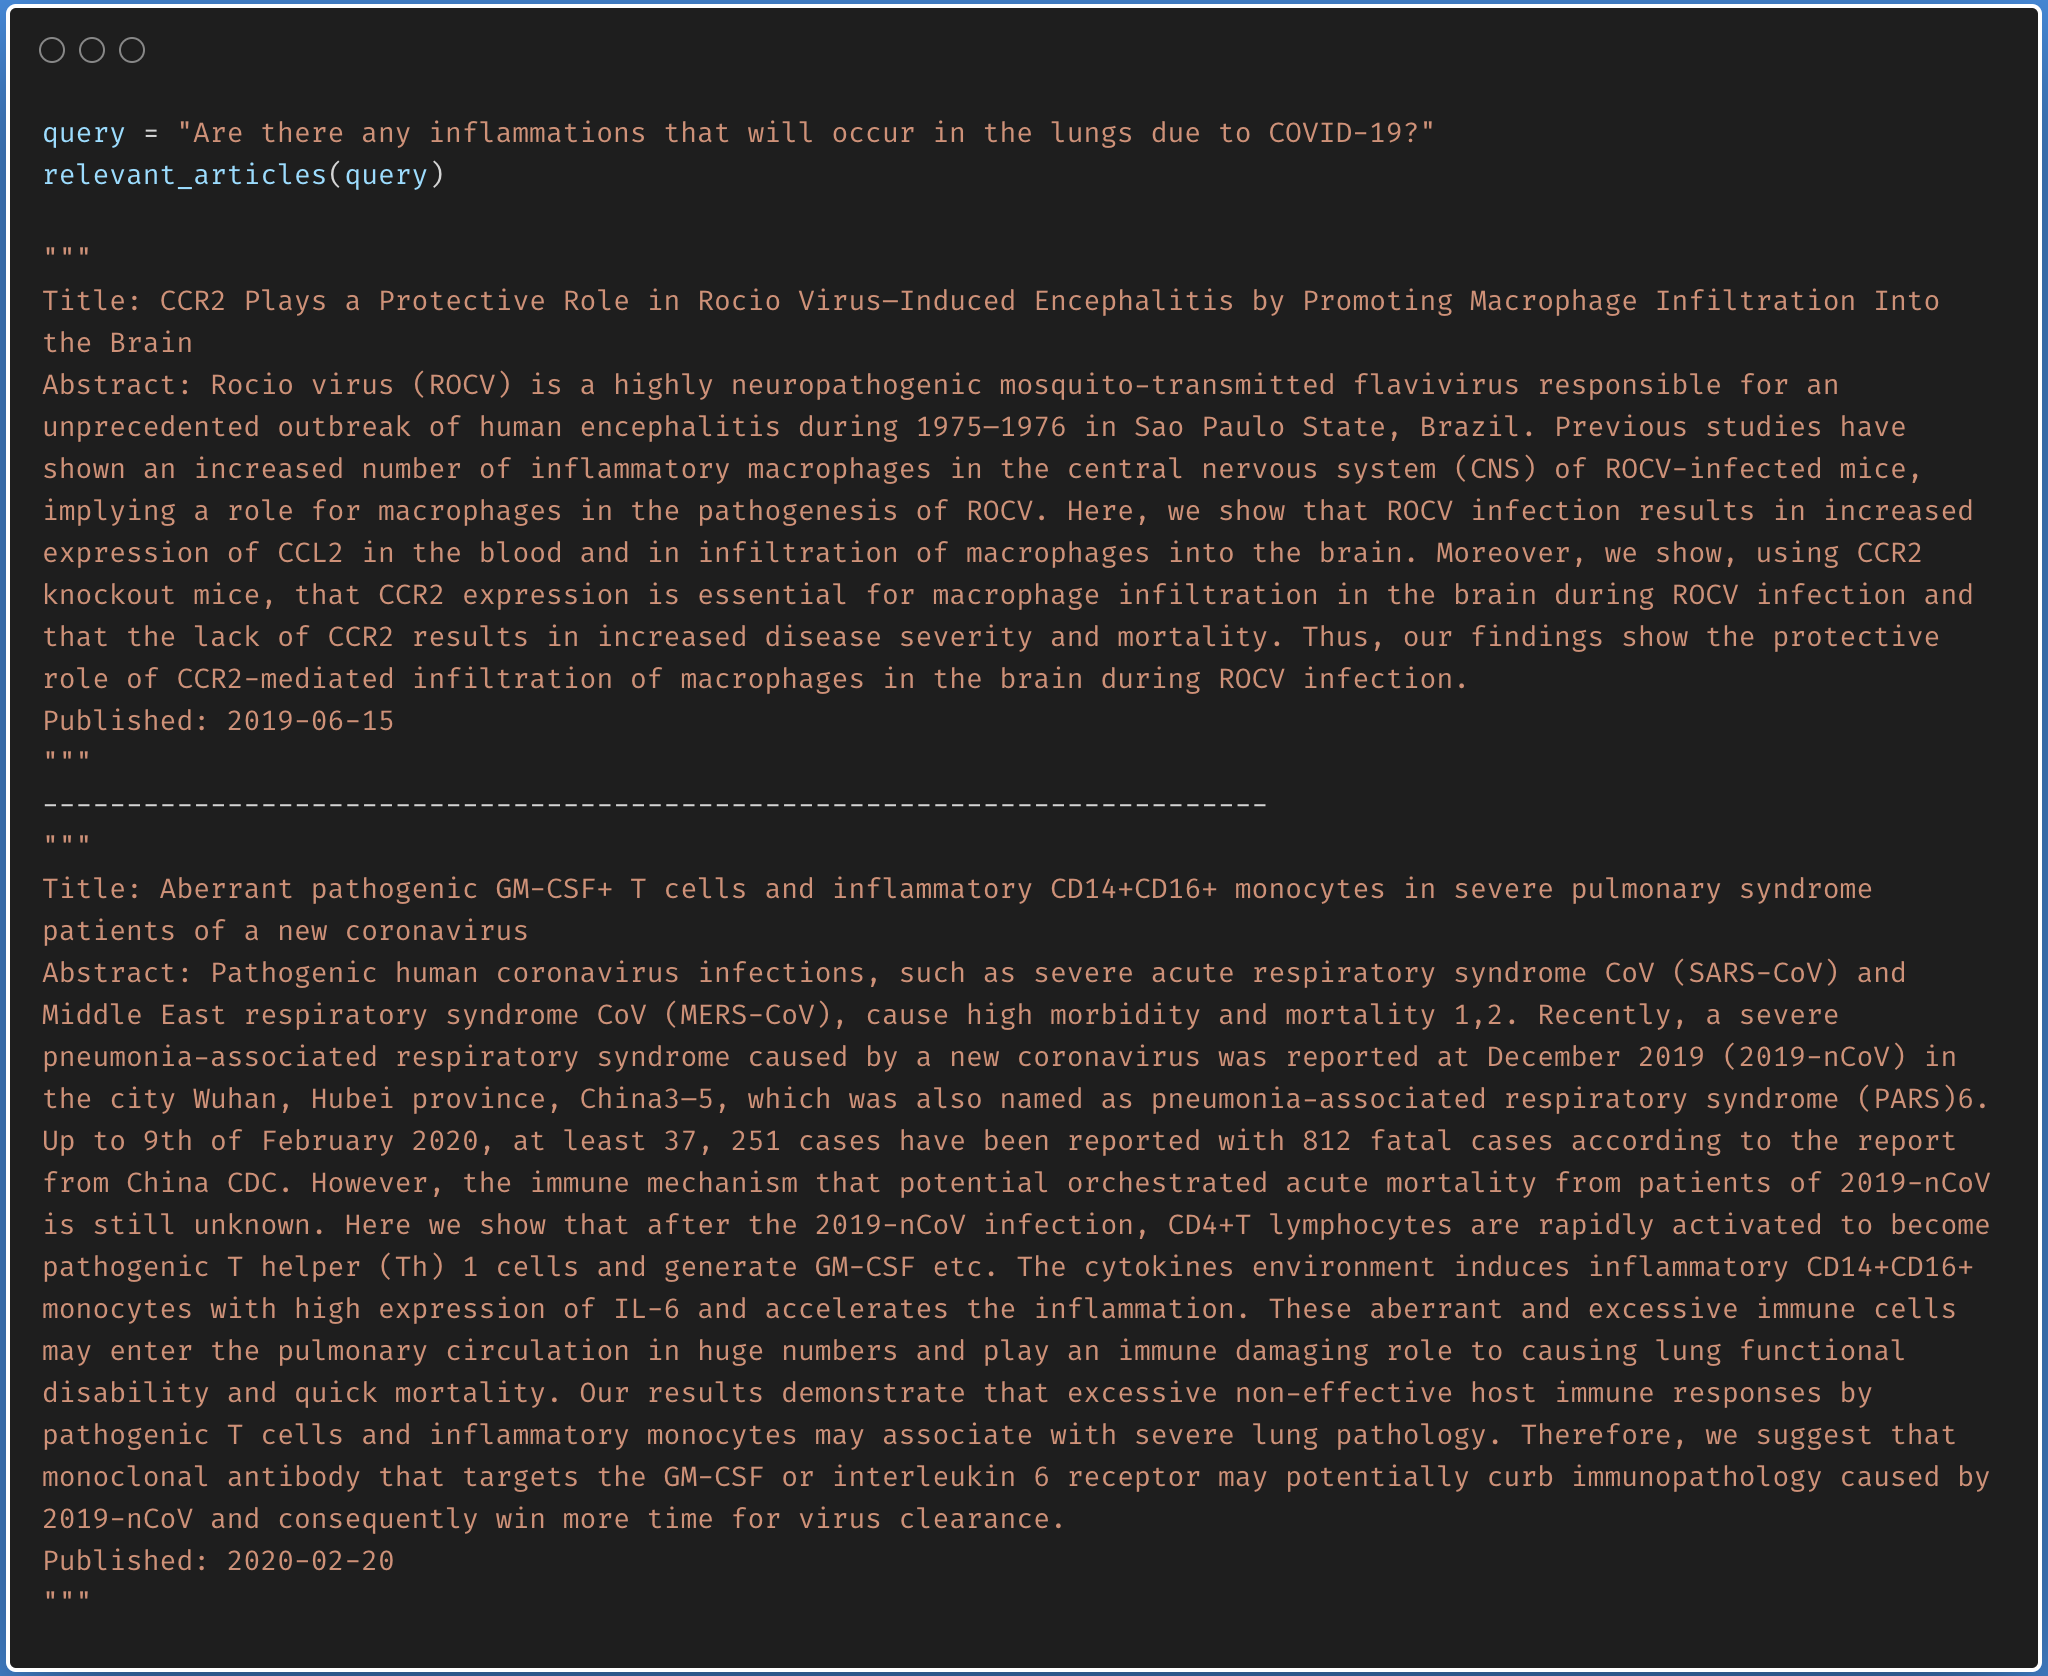 query = "Are there any inflammations that will occur in the lungs due to COVID-19?"
relevant_articles(query)
"""
Title: CCR2 Plays a Protective Role in Rocio Virus–Induced Encephalitis by Promoting Macrophage Infiltration Into
the Brain
Abstract: Rocio virus (ROCV) is a highly neuropathogenic mosquito-transmitted flavivirus responsible for an
unprecedented outbreak of human encephalitis during 1975–1976 in Sao Paulo State, Brazil. Previous studies have
shown an increased number of inflammatory macrophages in the central nervous system (CNS) of ROCV-infected mice,
implying a role for macrophages in the pathogenesis of ROCV. Here, we show that ROCV infection results in increased
expression of CCL2 in the blood and in infiltration of macrophages into the brain. Moreover, we show, using CCR2
knockout mice, that CCR2 expression is essential for macrophage infiltration in the brain during ROCV infection and
that the lack of CCR2 results in increased disease severity and mortality. Thus, our findings show the protective
role of CCR2-mediated infiltration of macrophages in the brain during ROCV infection.
Published: 2019-06-15
"""
-------------------------------------------------------------------------
"""
Title: Aberrant pathogenic GM-CSF+ T cells and inflammatory CD14+CD16+ monocytes in severe pulmonary syndrome
patients of a new coronavirus
Abstract: Pathogenic human coronavirus infections, such as severe acute respiratory syndrome CoV (SARS-CoV) and
Middle East respiratory syndrome CoV (MERS-CoV), cause high morbidity and mortality 1,2. Recently, a severe
pneumonia-associated respiratory syndrome caused by a new coronavirus was reported at December 2019 (2019-nCoV) in
the city Wuhan, Hubei province, China3–5, which was also named as pneumonia-associated respiratory syndrome (PARS)6.
Up to 9th of February 2020, at least 37, 251 cases have been reported with 812 fatal cases according to the report
from China CDC. However, the immune mechanism that potential orchestrated acute mortality from patients of 2019-nCoV
is still unknown. Here we show that after the 2019-nCoV infection, CD4+T lymphocytes are rapidly activated to become
pathogenic T helper (Th) 1 cells and generate GM-CSF etc. The cytokines environment induces inflammatory CD14+CD16+
monocytes with high expression of IL-6 and accelerates the inflammation. These aberrant and excessive immune cells
may enter the pulmonary circulation in huge numbers and play an immune damaging role to causing lung functional
disability and quick mortality. Our results demonstrate that excessive non-effective host immune responses by
pathogenic T cells and inflammatory monocytes may associate with severe lung pathology. Therefore, we suggest that
monoclonal antibody that targets the GM-CSF or interleukin 6 receptor may potentially curb immunopathology caused by
2019-nCoV and consequently win more time for virus clearance.
Published: 2020-02-20
"""